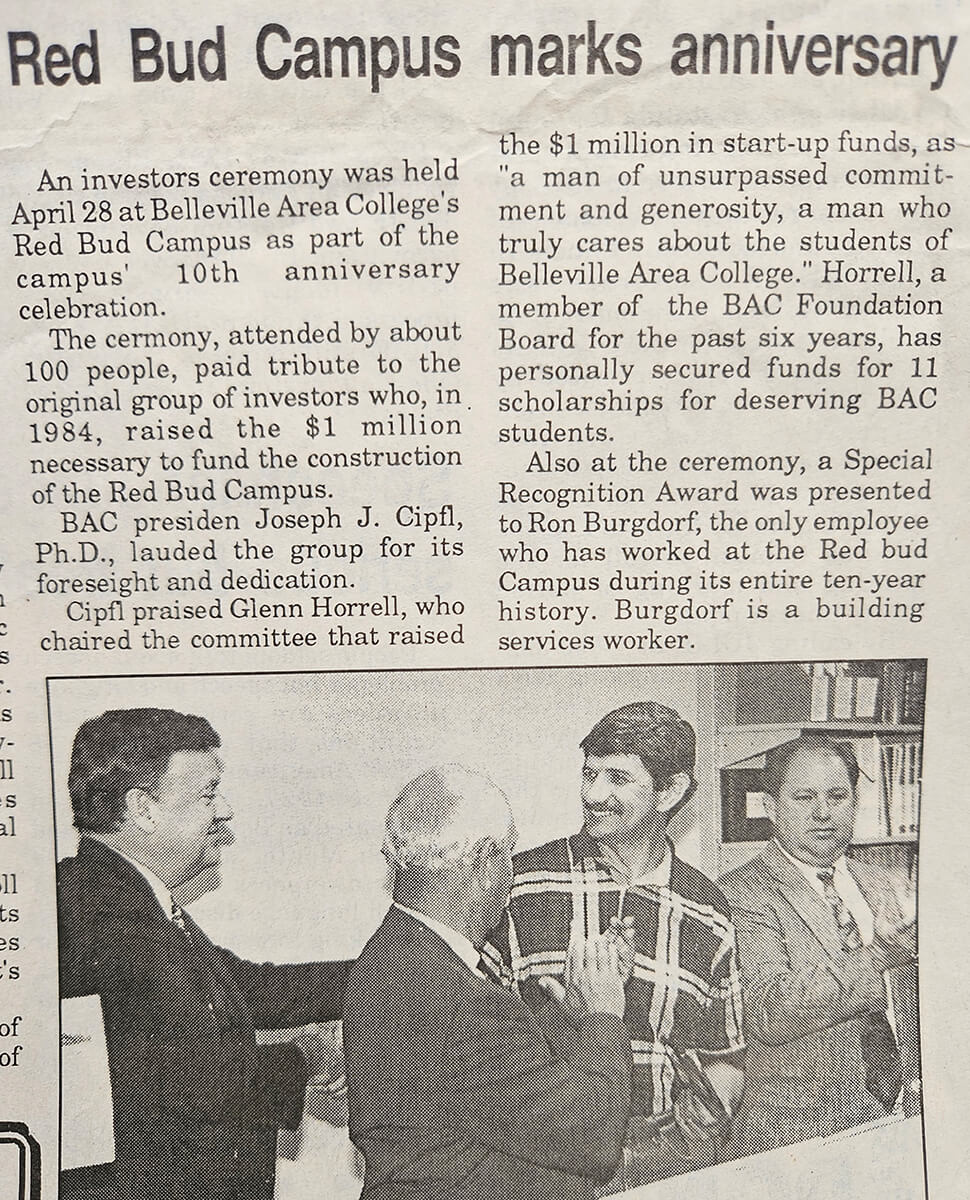 Red Bud Campus marks anniversary
An investors ceremony was held
April 28 at Belleville Area College's
Red Bud Campus as part of the
campus' 10th anniversary
celebration.
The cermony, attended by about
100 people, paid tribute to the
original group of investors who, in
1984, raised the $1 million
necessary to fund the construction
of the Red Bud Campus.
BAC presiden Joseph J. Cipfl,
Ph.D., lauded the group for its
foreseight and dedication.
Cipfl praised Glenn Horrell, who
chaired the committee that raised
the $1 million in start-up funds, as
"a man of unsurpassed commit-
ment and generosity, a man who
truly cares about the students of
Belleville Area College." Horrell, a
member of the BAC Foundation
Board for the past six years, has
personally secured funds for 11
scholarships for deserving BAC
students.
Also at the ceremony, a Special
Recognition Award was presented
to Ron Burgdorf, the only employee
who has worked at the Red bud
Campus during its entire ten-year
history. Burgdorf is a building
services worker.
of
of